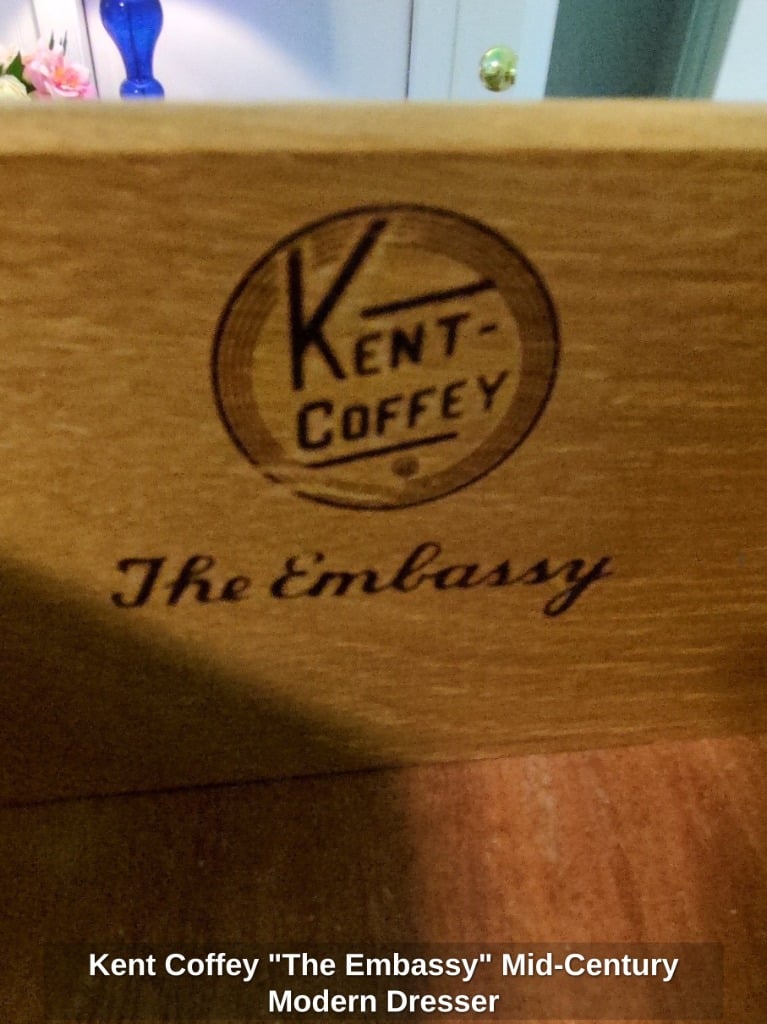 KENT-
COFFEY
The Embassy
Kent Coffey "The Embassy" Mid-Century
Modern Dresser